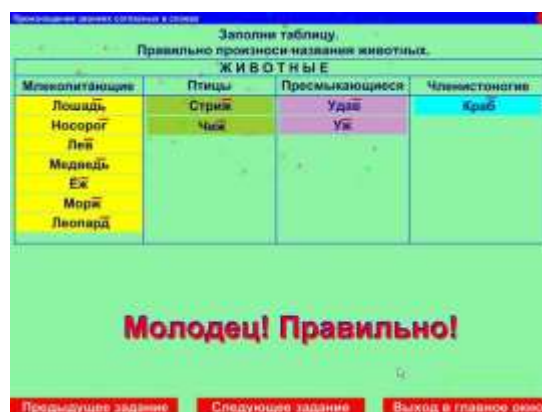 Произношение звонких согласных в словах
Заполни таблицу.
Правильно произноси названия животных.
ЖИВОТНЫЕ
Млекопитающие Птицы Пресмыкающиеся Членистоногие
Лошадь Стриж Удав Краб
Носорог Чиж Уж
Лев
Медведь
Ёж
Морж
Леопард
Молодец! Правильно!
Предыдущее задание Следующее задание Выход в главное окно